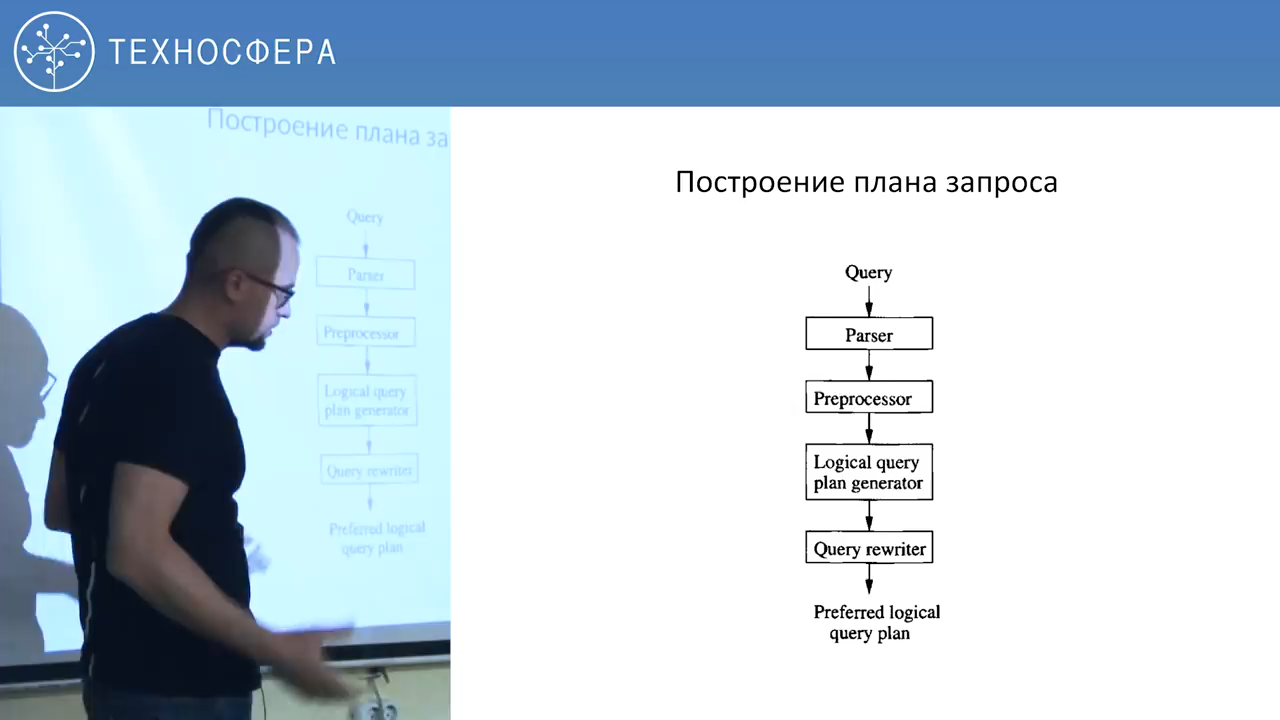 ТЕХНОСФЕРА
Построение плана за
Query
Parser
Preprocessor
Logical query
plan generator
Query rewriter
Preferred logical
query plan
Построение плана запроса
Query
Parser
Preprocessor
Logical query
plan generator
Query rewriter
Preferred logical
query plan